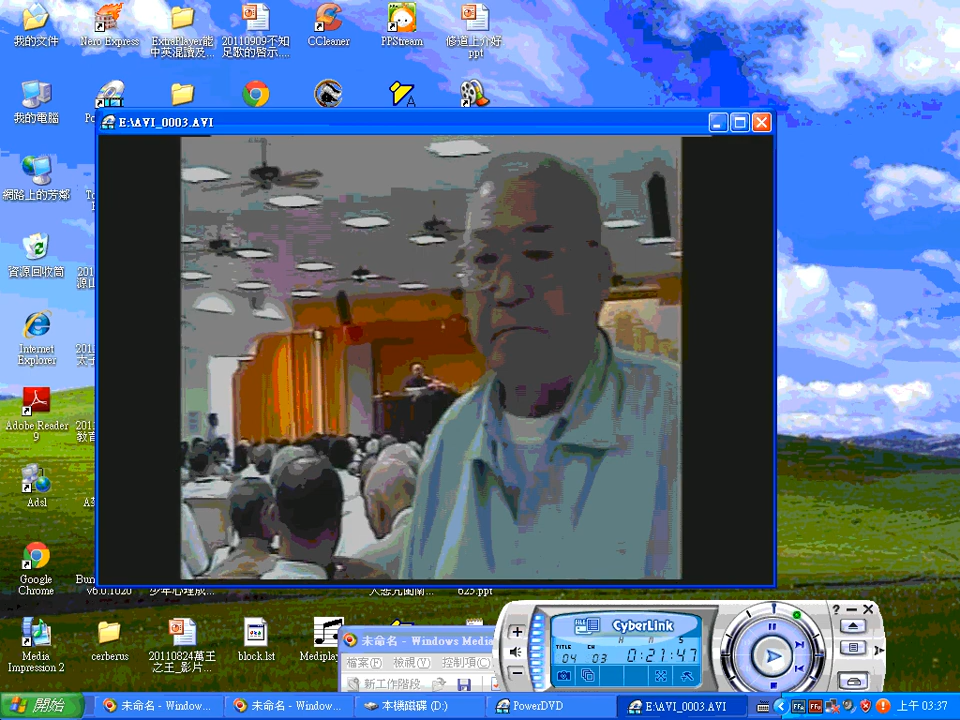 我的文件
Nero Express
ExtraPlayer能
中英混讀及...
20110909不知
足歌的啓示....
CCleaner
PPStream
修道上介好
ppt
我的電腦
E:\AVI_0003.AVI
網路上的芳鄰
資源回收筒
Internet
Explorer
Adobe Reader
9
Adsl
Google
Chrome
v6.0.1020
623.ppt
Media
Impression 2
cerberus
20110824萬王
之王_影片...
block.lst
Mediapla
未命名 - Windows Media
檔案(F) 檢視(V) 控制項(C)
新工作階段
CyberLink
H M S
TITLE CH
04 03 0:21:47
開始
未命名 - Window...
未命名 - Window...
本機磁碟 (D:)
PowerDVD
E:\AVI_0003.AVI
上午 03:37